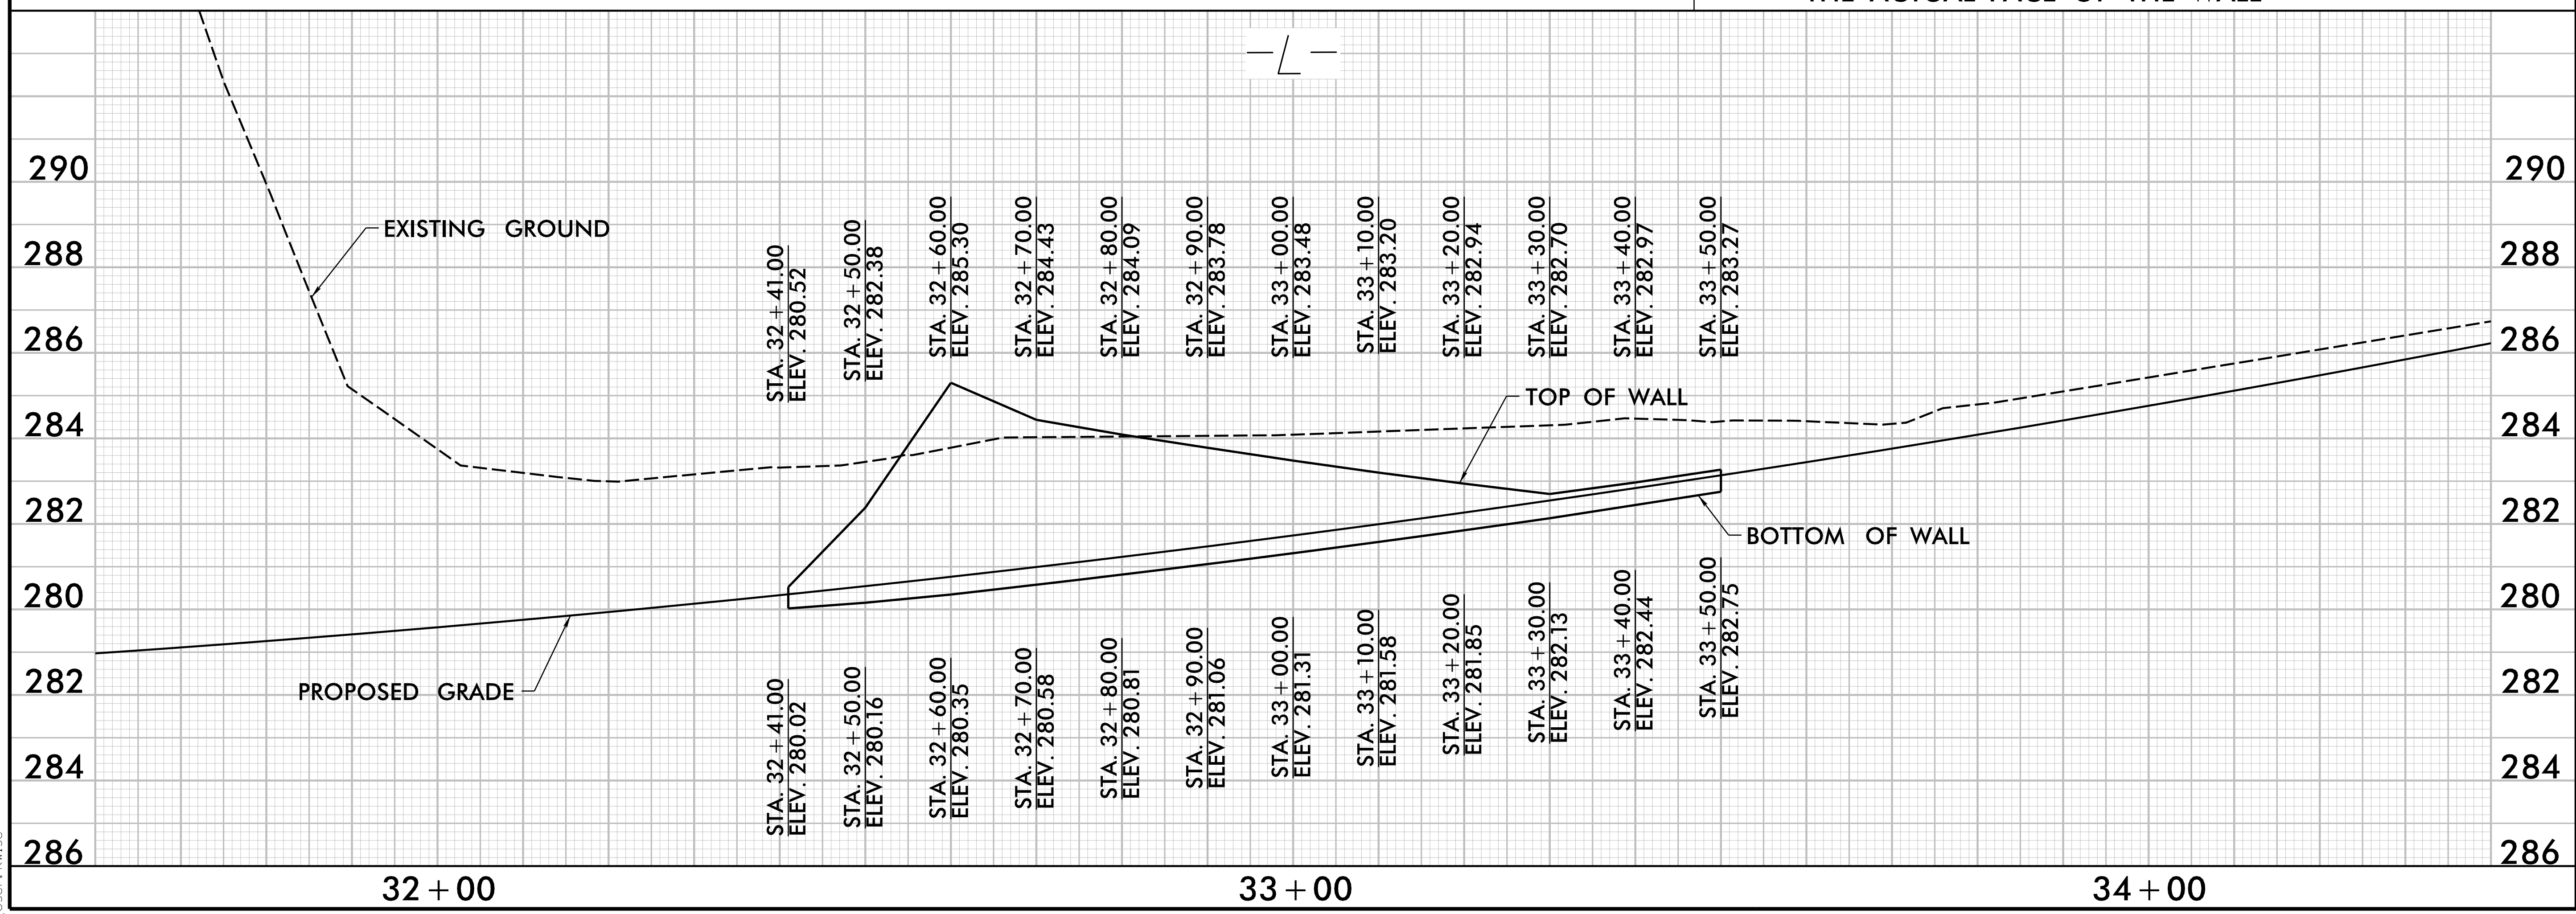 -L-
290
290
EXISTING GROUND
288
288
286
286
284
284
282
282
280
280
282
282
284
284
286
286
STA. 32+41.00
ELEV. 280.52
STA. 32+50.00
ELEV. 282.38
STA. 32+60.00
ELEV. 285.30
STA. 32+70.00
ELEV. 284.43
STA. 32+80.00
ELEV. 284.09
STA. 32+90.00
ELEV. 283.78
STA. 33+00.00
ELEV. 283.48
STA. 33+10.00
ELEV. 283.20
STA. 33+20.00
ELEV. 282.94
STA. 33+30.00
ELEV. 282.70
STA. 33+40.00
ELEV. 282.97
STA. 33+50.00
ELEV. 283.27
TOP OF WALL
BOTTOM OF WALL
PROPOSED GRADE
STA. 32+41.00
ELEV. 280.02
STA. 32+50.00
ELEV. 280.16
STA. 32+60.00
ELEV. 280.35
STA. 32+70.00
ELEV. 280.58
STA. 32+80.00
ELEV. 280.81
STA. 32+90.00
ELEV. 281.06
STA. 33+00.00
ELEV. 281.31
STA. 33+10.00
ELEV. 281.58
STA. 33+20.00
ELEV. 281.85
STA. 33+30.00
ELEV. 282.13
STA. 33+40.00
ELEV. 282.44
STA. 33+50.00
ELEV. 282.75
32+00
33+00
34+00